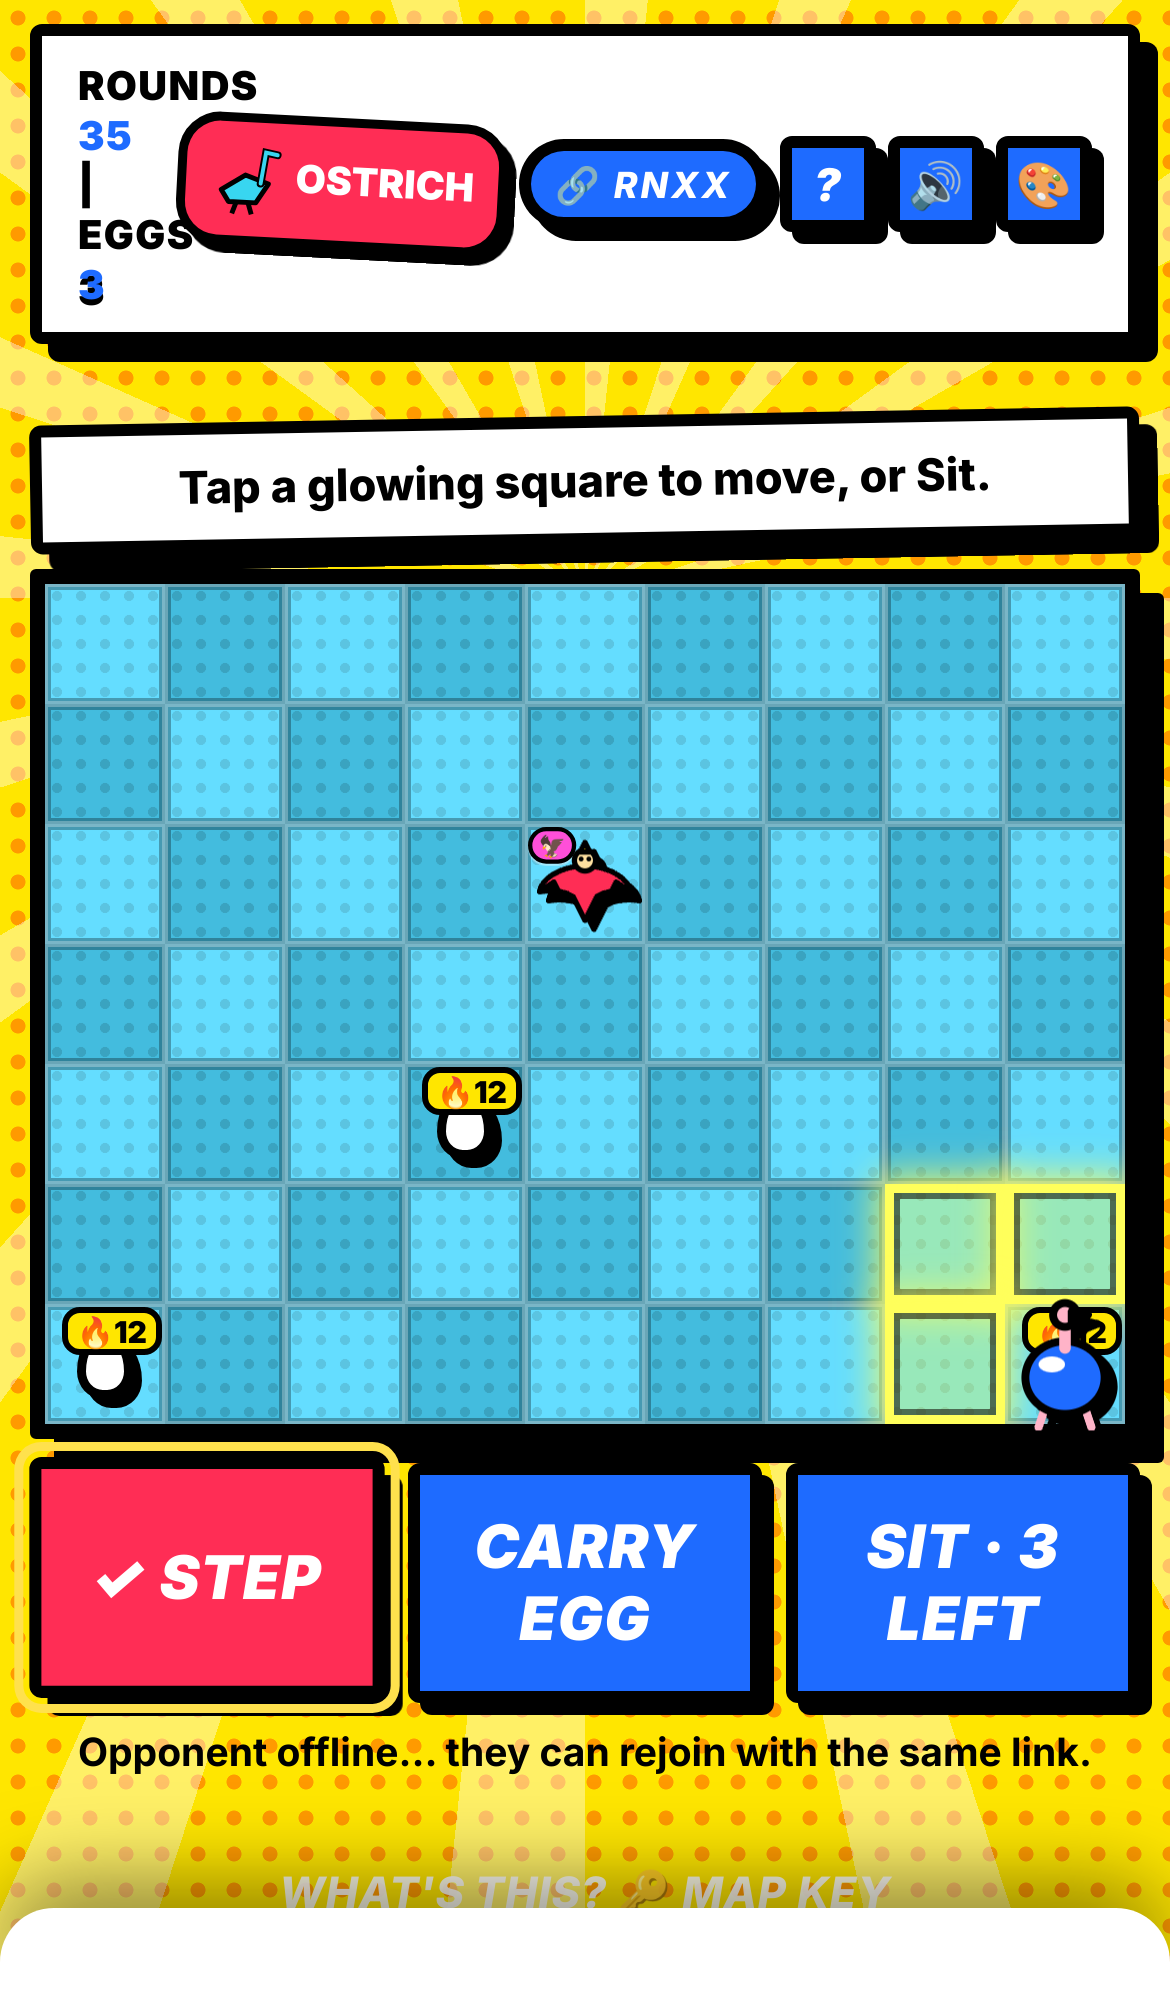 ROUNDS
35
|
EGGS
3
OSTRICH
RNXX
?
Tap a glowing square to move, or Sit.
12
12
2
✓ STEP
CARRY
EGG
SIT · 3
LEFT
Opponent offline... they can rejoin with the same link.
WHAT'S THIS? 🔑 MAP KEY